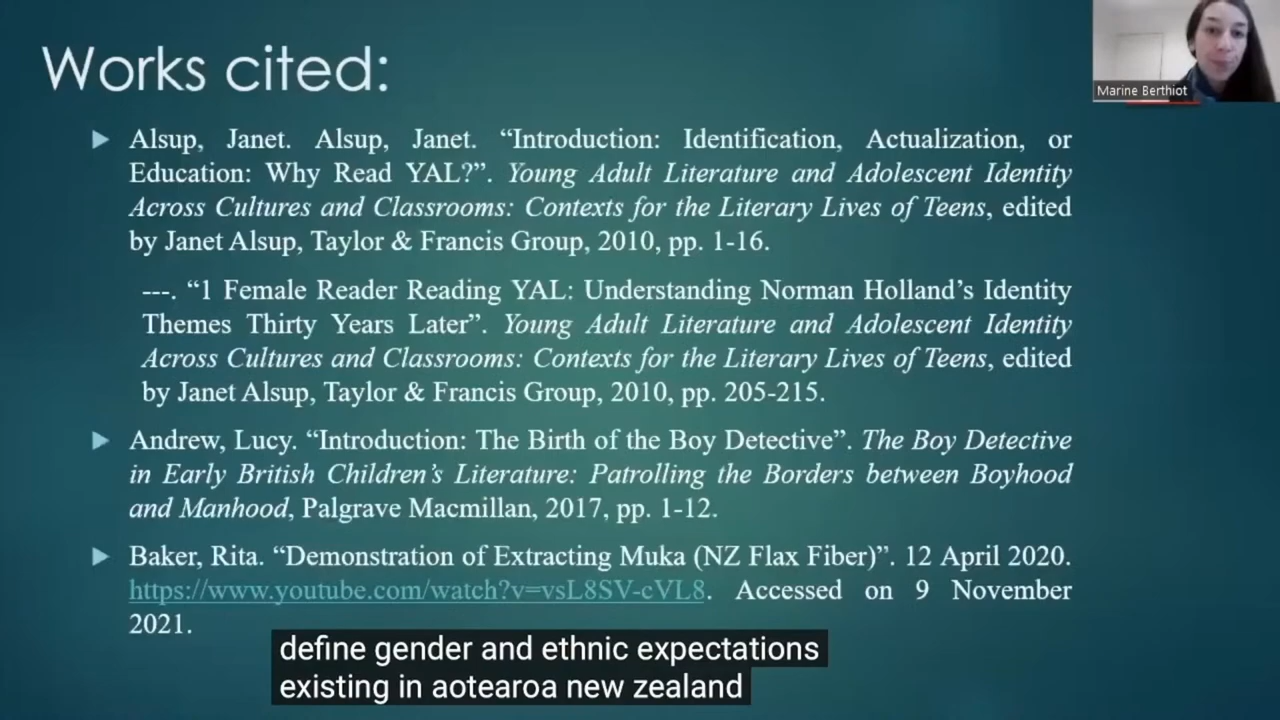 Works cited:
Marine Berthiot
Alsup, Janet. Alsup, Janet. “Introduction: Identification, Actualization, or
Education: Why Read YAL?”. Young Adult Literature and Adolescent Identity
Across Cultures and Classrooms: Contexts for the Literary Lives of Teens, edited
by Janet Alsup, Taylor & Francis Group, 2010, pp. 1-16.
---. “1 Female Reader Reading YAL: Understanding Norman Holland’s Identity
Themes Thirty Years Later”. Young Adult Literature and Adolescent Identity
Across Cultures and Classrooms: Contexts for the Literary Lives of Teens, edited
by Janet Alsup, Taylor & Francis Group, 2010, pp. 205-215.
Andrew, Lucy. “Introduction: The Birth of the Boy Detective”. The Boy Detective
in Early British Children’s Literature: Patrolling the Borders between Boyhood
and Manhood, Palgrave Macmillan, 2017, pp. 1-12.
Baker, Rita. “Demonstration of Extracting Muka (NZ Flax Fiber)”. 12 April 2020.
https://www.youtube.com/watch?v=vsL8SV-cVL8. Accessed on 9 November
2021.
define gender and ethnic expectations
existing in aotearoa new zealand